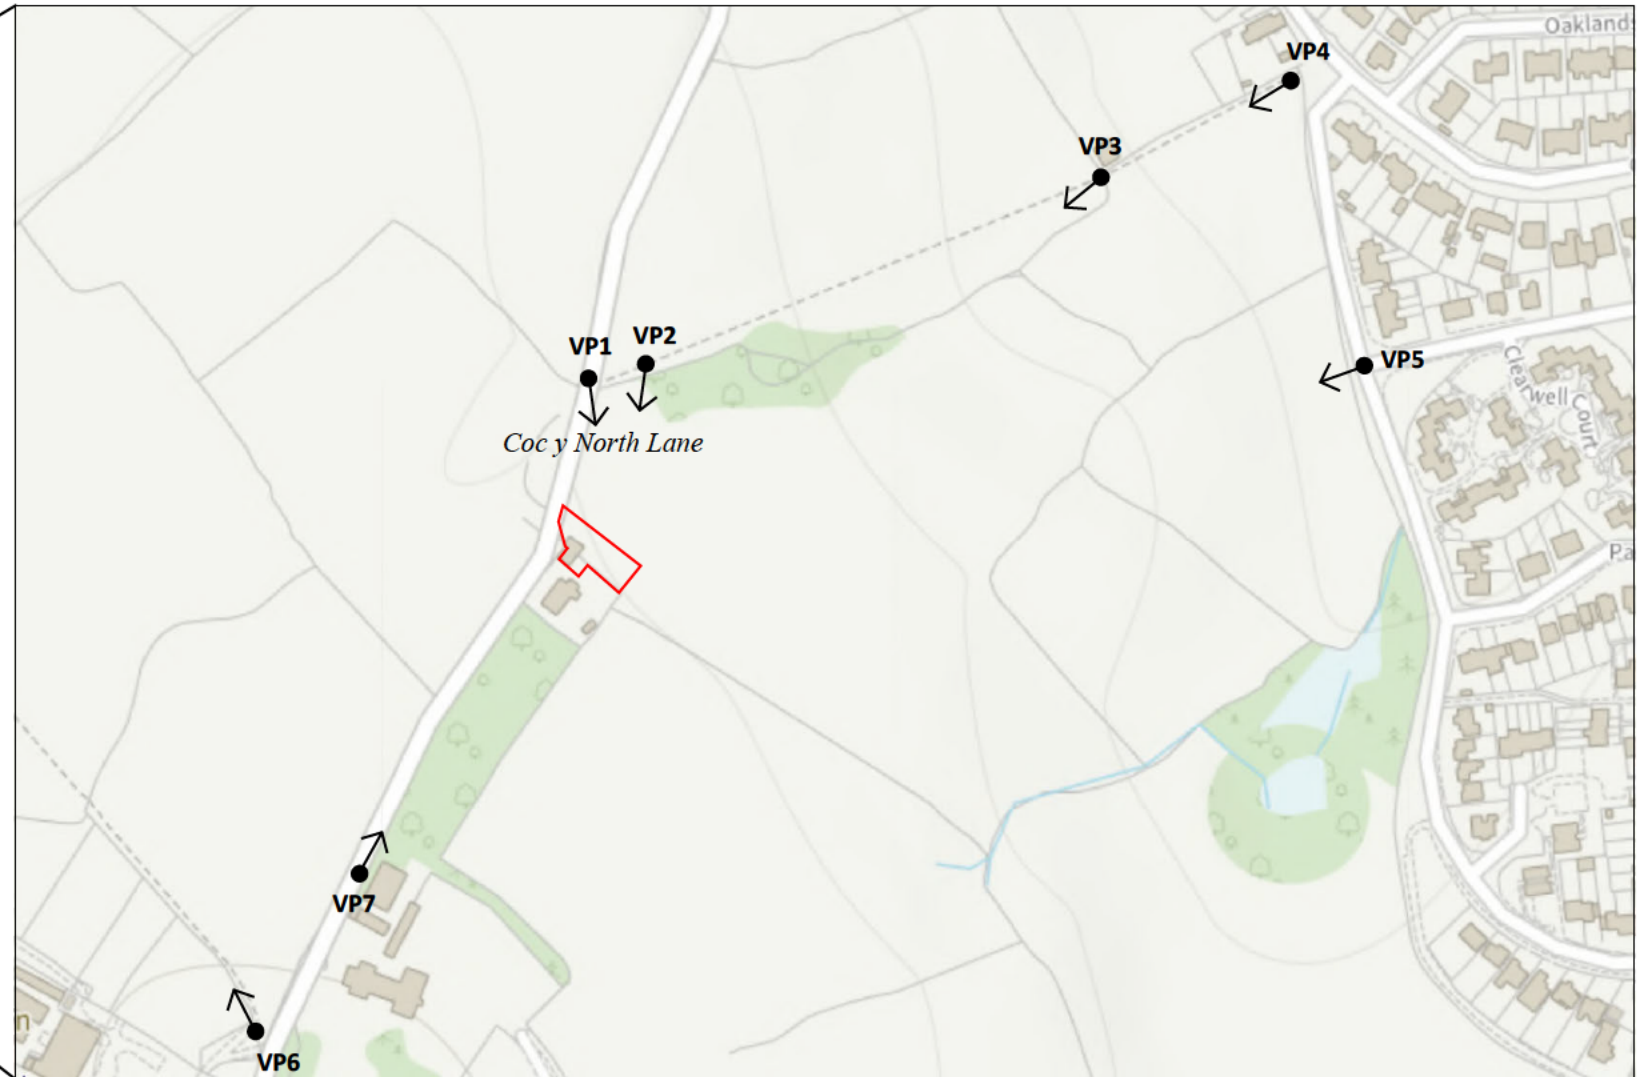 Oaklands
VP4
VP3
VP2
VP1
VP5
Clearwell Court
Coc y North Lane
Pa
VP7
n
VP6